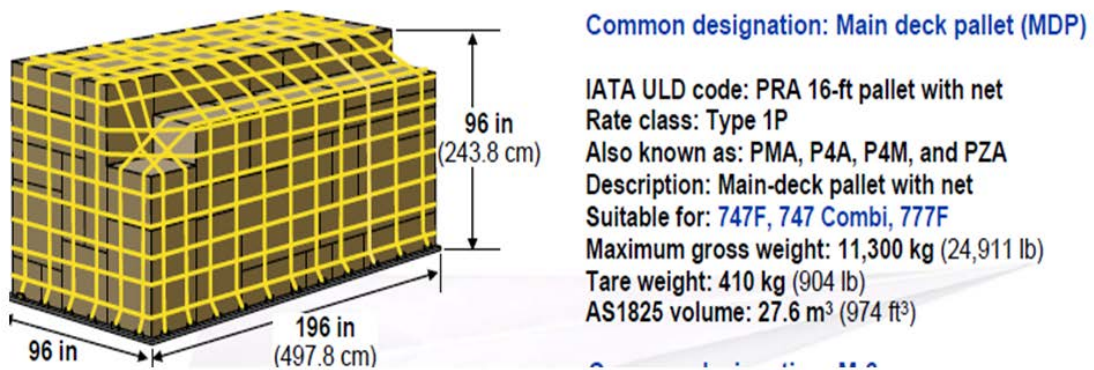 Common designation: Main deck pallet (MDP)
IATA ULD code: PRA 16-ft pallet with net
Rate class: Type 1P
Also known as: PMA, P4A, P4M, and PZA
Description: Main-deck pallet with net
Suitable for: 747F, 747 Combi, 777F
Maximum gross weight: 11,300 kg (24,911 lb)
Tare weight: 410 kg (904 lb)
AS1825 volume: 27.6 m³ (974 ft³)
96 in
(243.8 cm)
196 in
(497.8 cm)
96 in